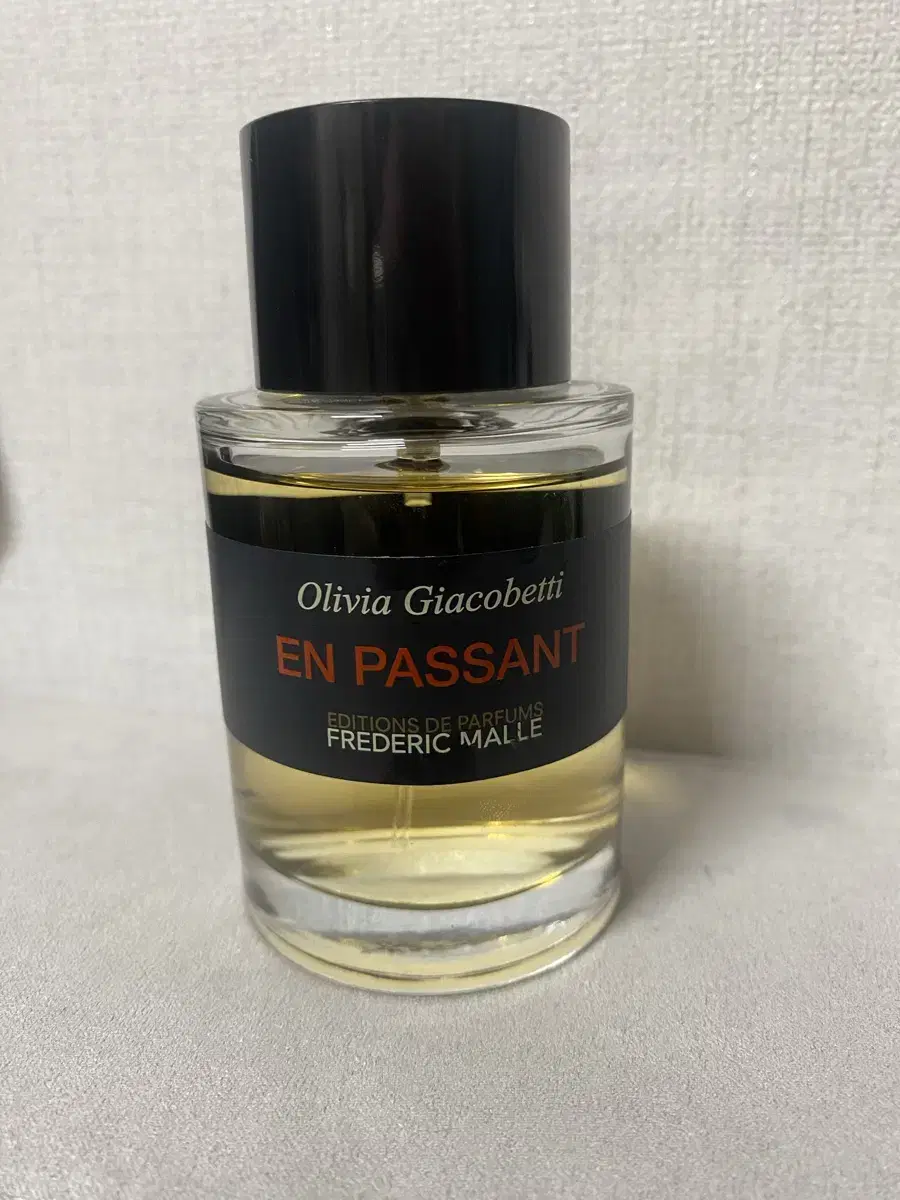 Olivia Giacobetti
EN PASSANT
EDITIONS DE PARFUMS
FREDERIC MALLE